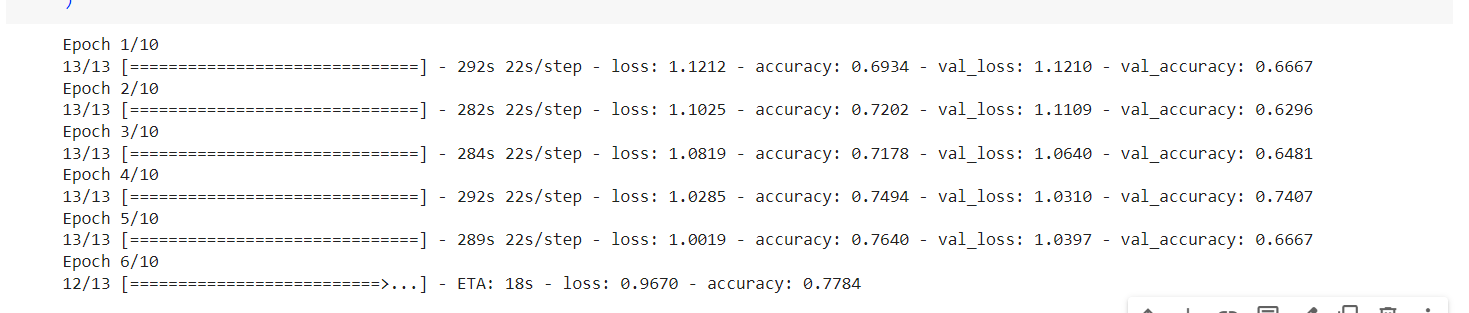 )
Epoch 1/10
13/13 [==============================] - 292s 22s/step - loss: 1.1212 - accuracy: 0.6934 - val_loss: 1.1210 - val_accuracy: 0.6667
Epoch 2/10
13/13 [==============================] - 282s 22s/step - loss: 1.1025 - accuracy: 0.7202 - val_loss: 1.1109 - val_accuracy: 0.6296
Epoch 3/10
13/13 [==============================] - 284s 22s/step - loss: 1.0819 - accuracy: 0.7178 - val_loss: 1.0640 - val_accuracy: 0.6481
Epoch 4/10
13/13 [==============================] - 292s 22s/step - loss: 1.0285 - accuracy: 0.7494 - val_loss: 1.0310 - val_accuracy: 0.7407
Epoch 5/10
13/13 [==============================] - 289s 22s/step - loss: 1.0019 - accuracy: 0.7640 - val_loss: 1.0397 - val_accuracy: 0.6667
Epoch 6/10
12/13 [==========================>...] - ETA: 18s - loss: 0.9670 - accuracy: 0.7784